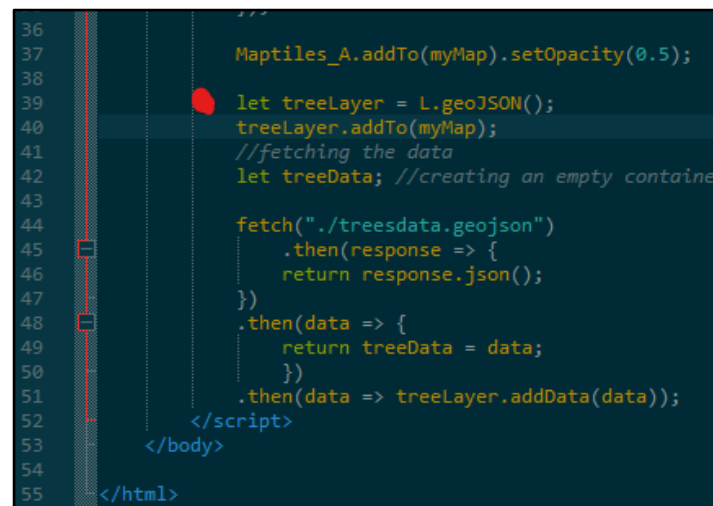 36
37 Maptiles_A.addTo(myMap).setOpacity(0.5);
38
39 let treeLayer = L.geoJSON();
40 treeLayer.addTo(myMap);
41 //fetching the data
42 let treeData; //creating an empty containe
43
44 fetch("./treesdata.geojson")
45 .then(response => {
46 return response.json();
47 })
48 .then(data => {
49 return treeData = data;
50 })
51 .then(data => treeLayer.addData(data));
52 </script>
53 </body>
54
55 </html>